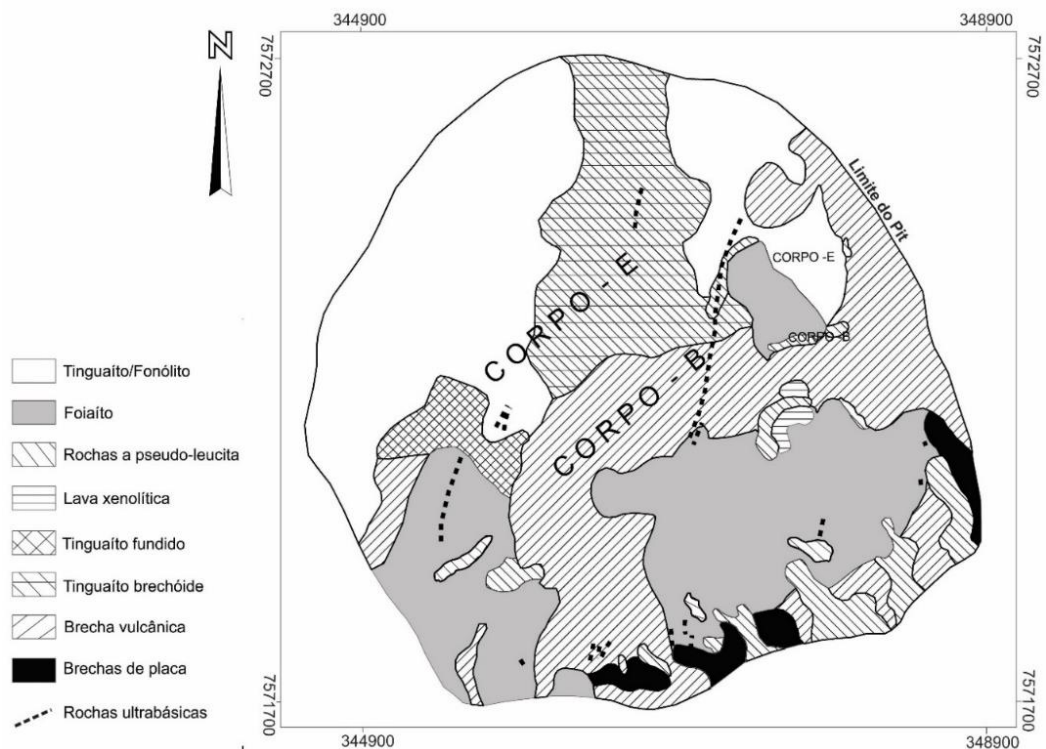 344900
348900
7572700
7572700
N
Limite do Pit
CORPO - E
CORPO -E
CORPO -B
CORPO - B
Tinguaíto/Fonólito
Foiaíto
Rochas a pseudo-leucita
Lava xenolítica
Tinguaíto fundido
Tinguaíto brechóide
Brecha vulcânica
Brechas de placa
Rochas ultrabásicas
7571700
7571700
344900
348900